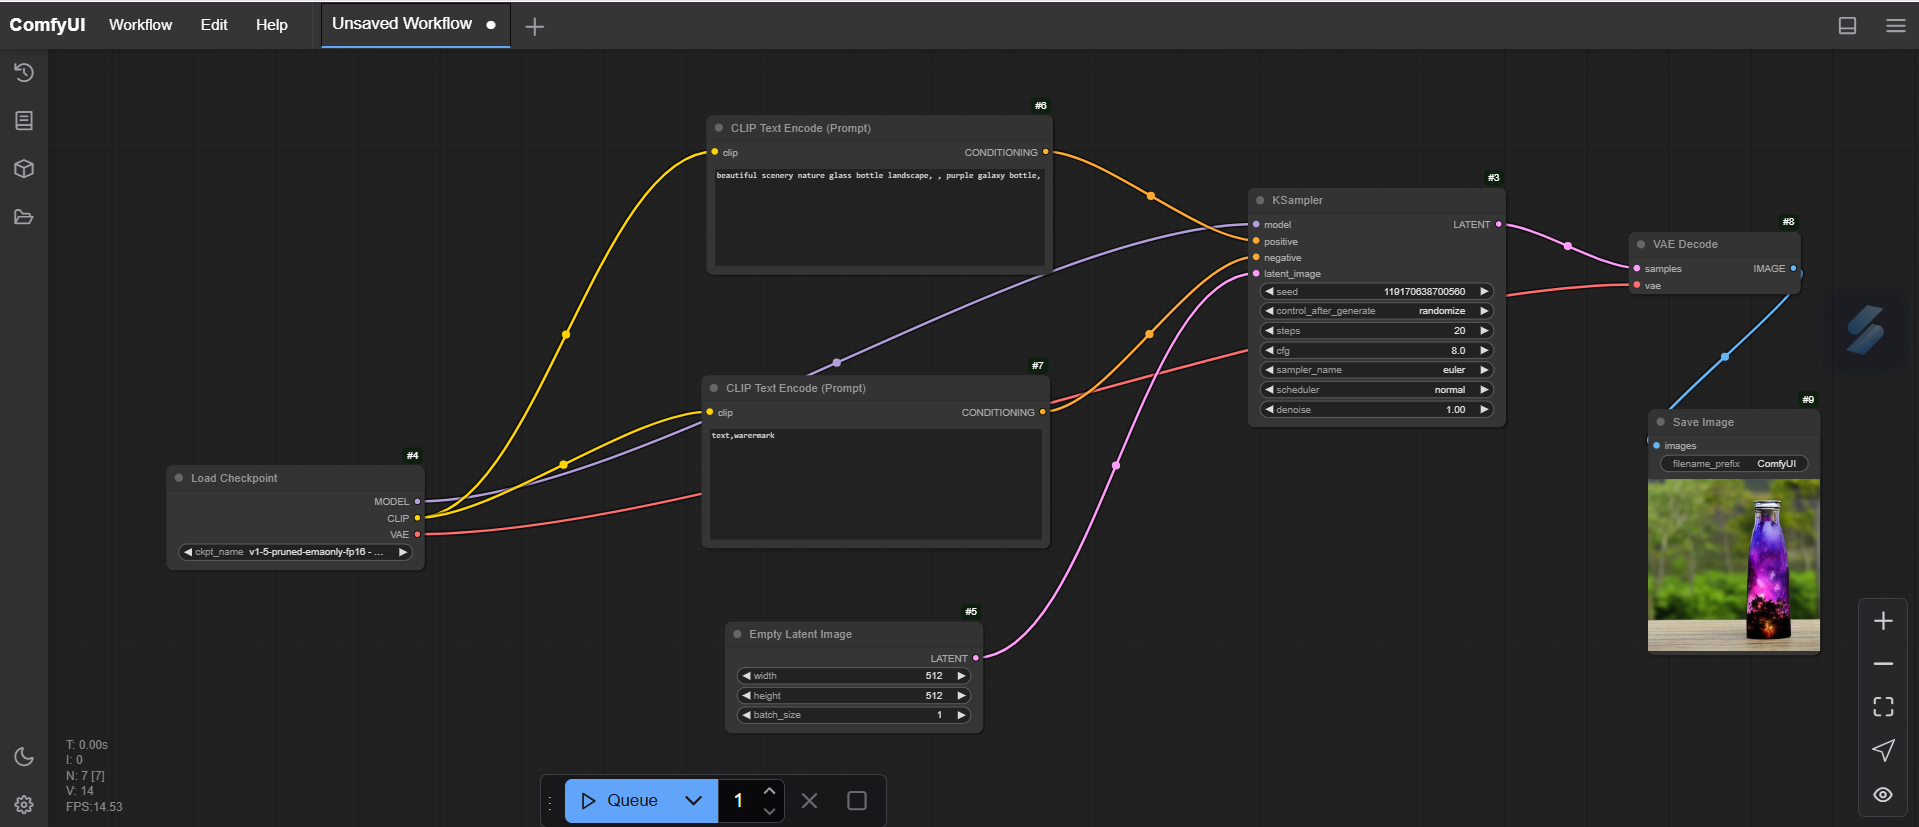 ComfyUI Workflow Edit Help Unsaved Workflow
#6
CLIP Text Encode (Prompt)
clip CONDITIONING
beautiful scenery nature glass bottle landscape, , purple galaxy bottle,
#3
KSampler
model LATENT
positive
negative
latent_image
seed 119170638700560
control_after_generate randomize
steps 20
cfg 8.0
sampler_name euler
scheduler normal
denoise 1.00
#8
VAE Decode
samples IMAGE
vae
#7
CLIP Text Encode (Prompt)
clip CONDITIONING
text,warermark
#9
Save Image
images
filename_prefix ComfyUI
#4
Load Checkpoint
MODEL
CLIP
VAE
ckpt_name v1-5-pruned-emaonly-fp16 - ...
#5
Empty Latent Image
LATENT
width 512
height 512
batch_size 1
T: 0.00s
I: 0
N: 7 [7]
V: 14
FPS:14.53
Queue 1